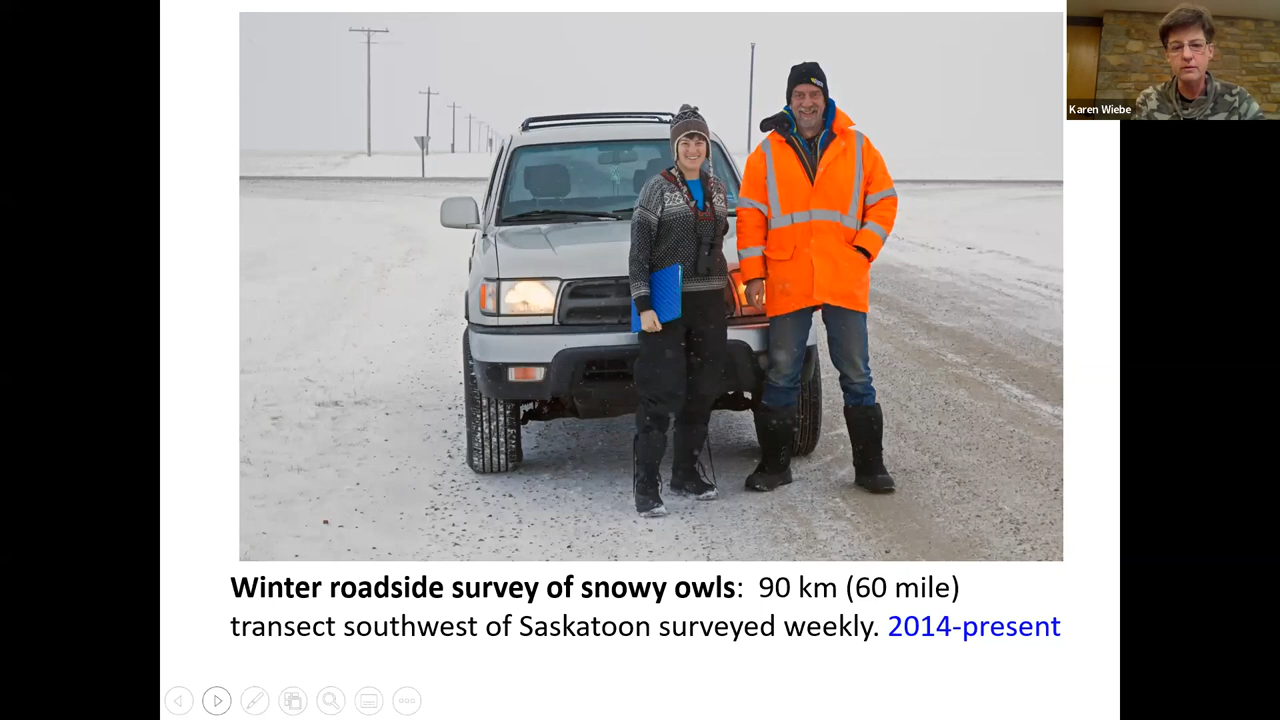 Karen Wiebe
Winter roadside survey of snowy owls: 90 km (60 mile)
transect southwest of Saskatoon surveyed weekly. 2014-present